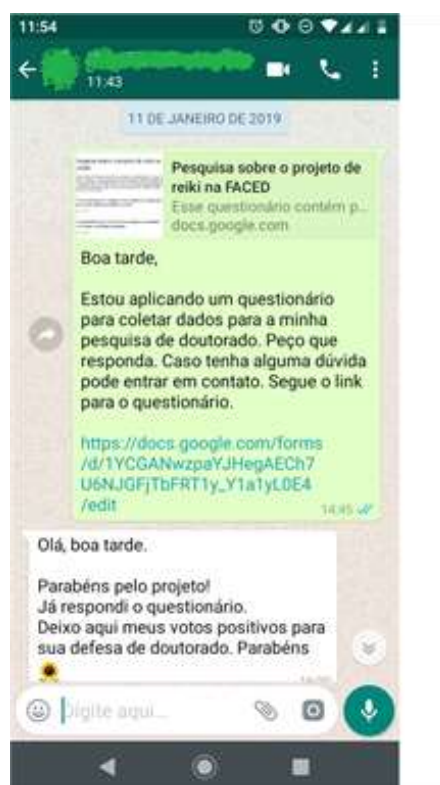 11:54
11:43
11 DE JANEIRO DE 2019
Pesquisa sobre o projeto de
reiki na FACED
Esse questionário contém p...
docs.google.com
Boa tarde,
Estou aplicando um questionário
para coletar dados para a minha
pesquisa de doutorado. Peço que
responda. Caso tenha alguma dúvida
pode entrar em contato. Segue o link
para o questionário.
https://docs.google.com/forms
/d/1YCGANwzpaYJHegAECh7
U6NJGFjTbFRT1y_Y1a1yL0E4
/edit
14:45
Olá, boa tarde.
Parabéns pelo projeto!
Já respondi o questionário.
Deixo aqui meus votos positivos para
sua defesa de doutorado. Parabéns
🌻
Digite aqui...